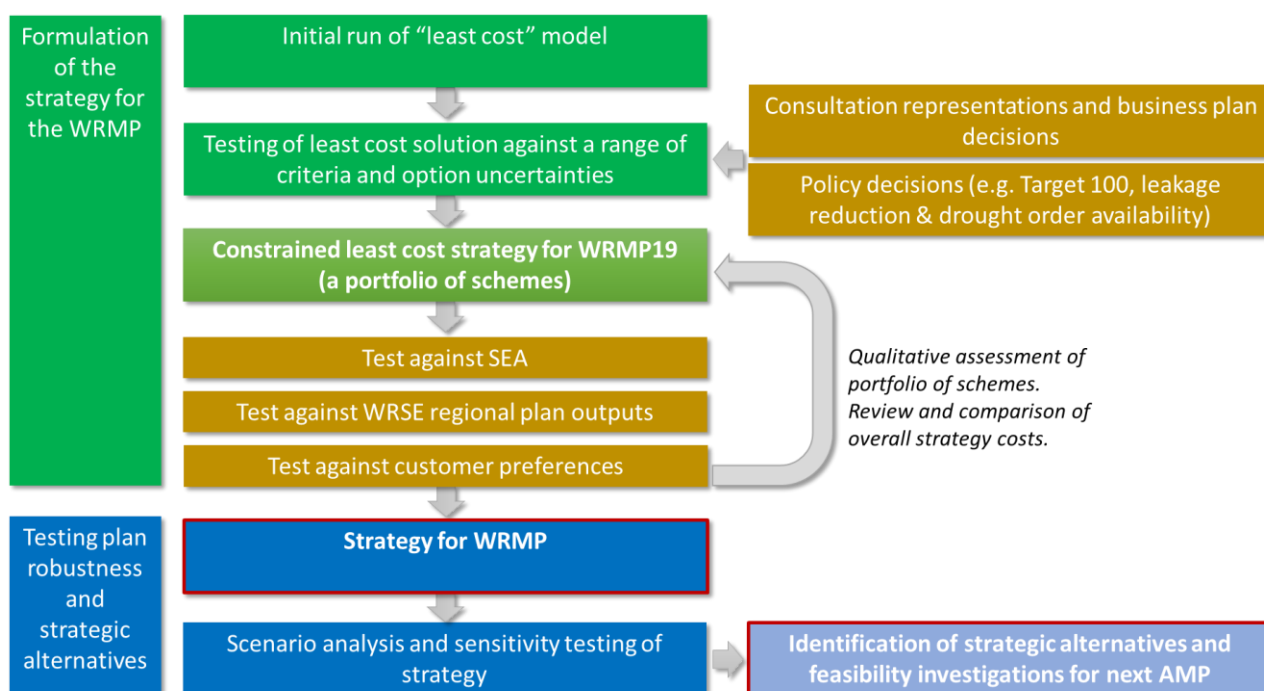 Formulation
of the
strategy for
the WRMP
Initial run of “least cost” model
Testing of least cost solution against a range of
criteria and option uncertainties
Consultation representations and business plan
decisions
Policy decisions (e.g. Target 100, leakage
reduction & drought order availability)
Constrained least cost strategy for WRMP19
(a portfolio of schemes)
Test against SEA
Test against WRSE regional plan outputs
Test against customer preferences
Qualitative assessment of
portfolio of schemes.
Review and comparison of
overall strategy costs.
Testing plan
robustness
and
strategic
alternatives
Strategy for WRMP
Scenario analysis and sensitivity testing of
strategy
Identification of strategic alternatives and
feasibility investigations for next AMP